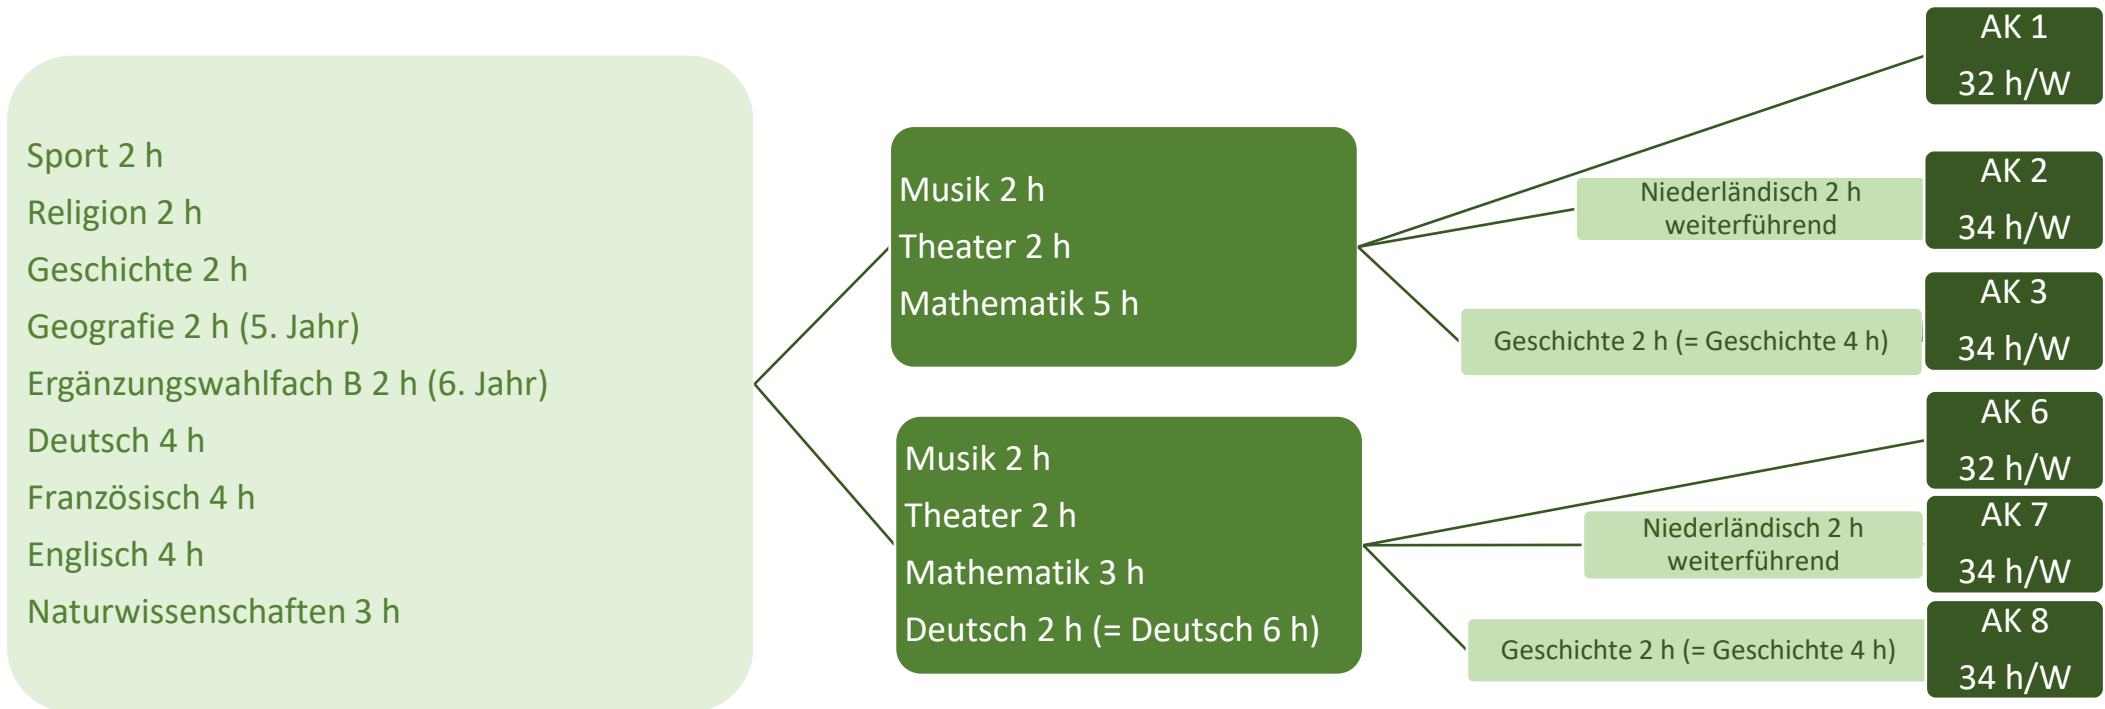 Sport 2 h
Religion 2 h
Geschichte 2 h
Geografie 2 h (5. Jahr)
Ergänzungswahlfach B 2 h (6. Jahr)
Deutsch 4 h
Französisch 4 h
Englisch 4 h
Naturwissenschaften 3 h
Musik 2 h
Theater 2 h
Mathematik 5 h
AK 1
32 h/W
Niederländisch 2 h
weiterführend
AK 2
34 h/W
Geschichte 2 h (= Geschichte 4 h)
AK 3
34 h/W
Musik 2 h
Theater 2 h
Mathematik 3 h
Deutsch 2 h (= Deutsch 6 h)
AK 6
32 h/W
Niederländisch 2 h
weiterführend
AK 7
34 h/W
Geschichte 2 h (= Geschichte 4 h)
AK 8
34 h/W